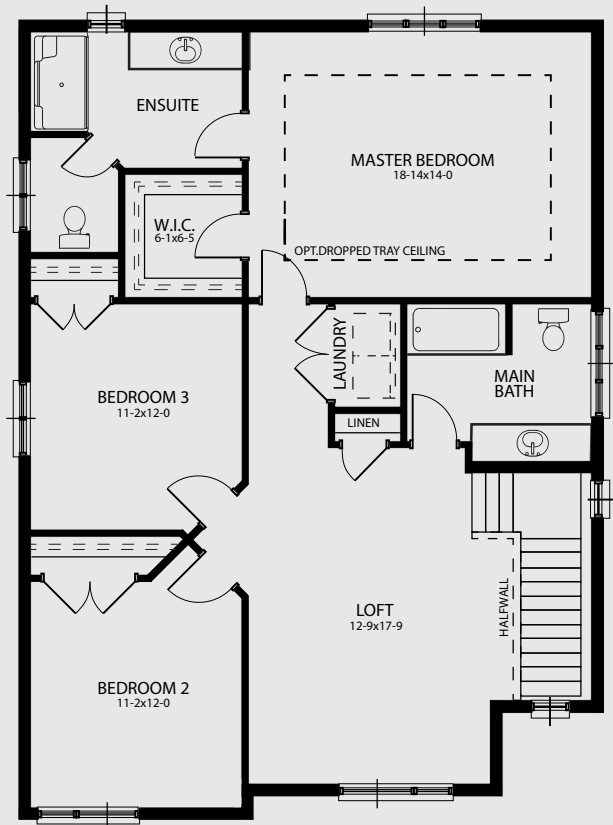 ENSUITE
MASTER BEDROOM
18-14x14-0
W.I.C.
6-1x6-5
OPT.DROPPED TRAY CEILING
LAUNDRY
MAIN
BATH
BEDROOM 3
11-2x12-0
LINEN
LOFT
12-9x17-9
HALFWALL
BEDROOM 2
11-2x12-0